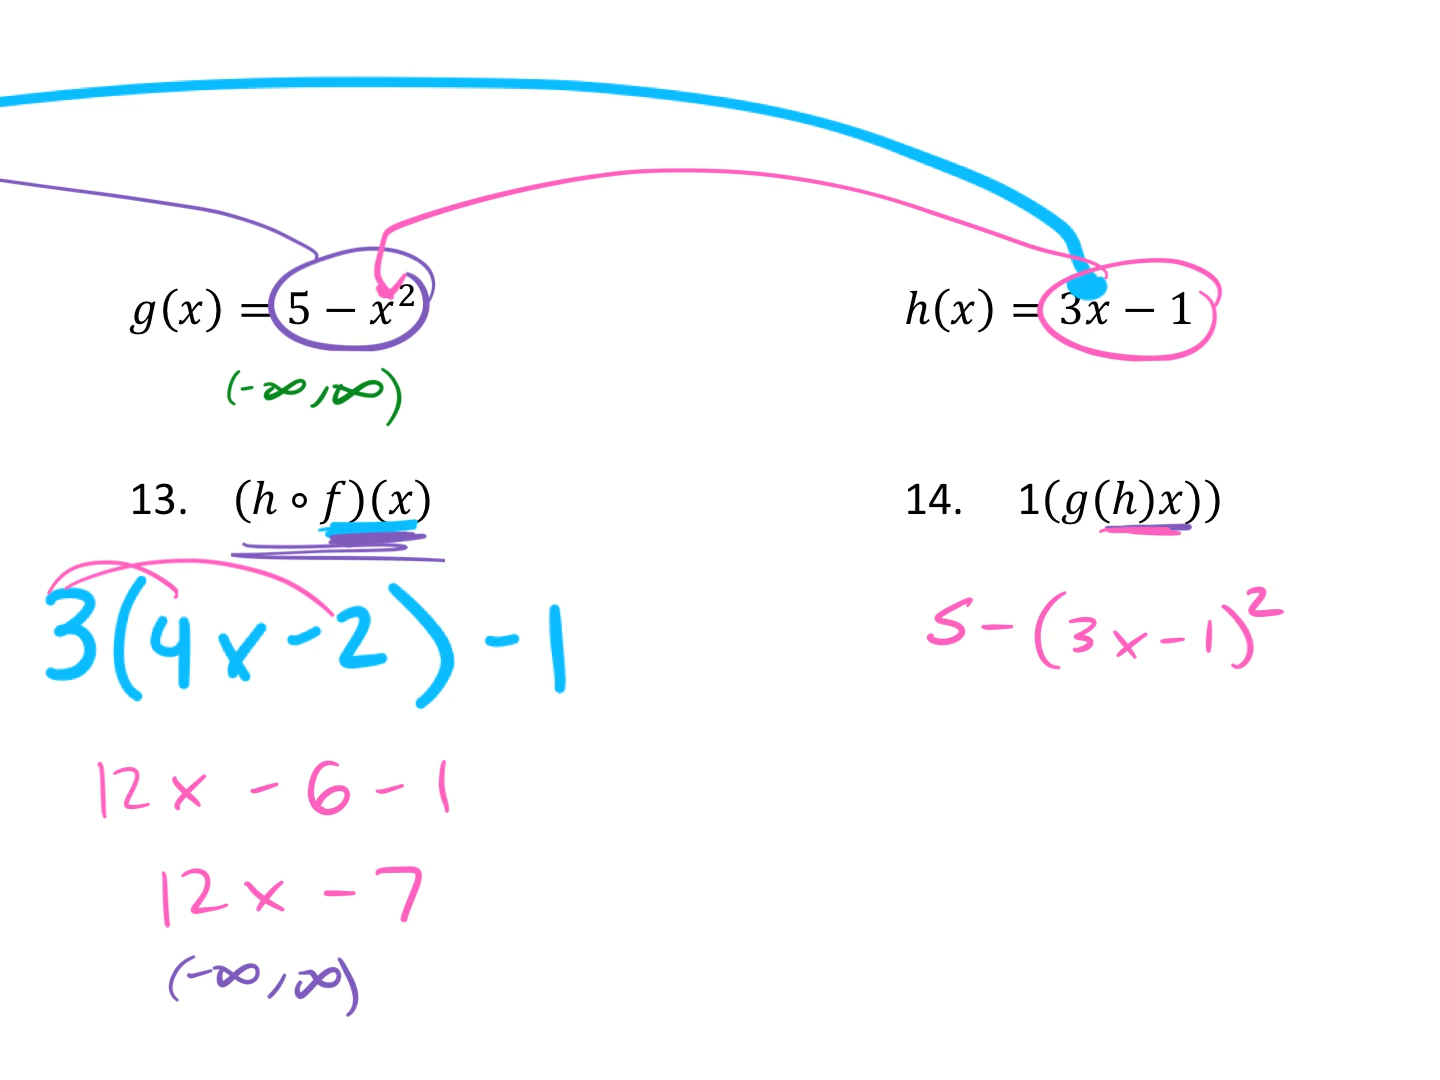 g(x) = 5 − x²
h(x) = 3x − 1
(-∞, ∞)
13. (h ∘ f)(x)
14. 1(g(h)x))
3(4x - 2) - 1
5 - (3x - 1)²
12x - 6 - 1
12x - 7
(-∞, ∞)